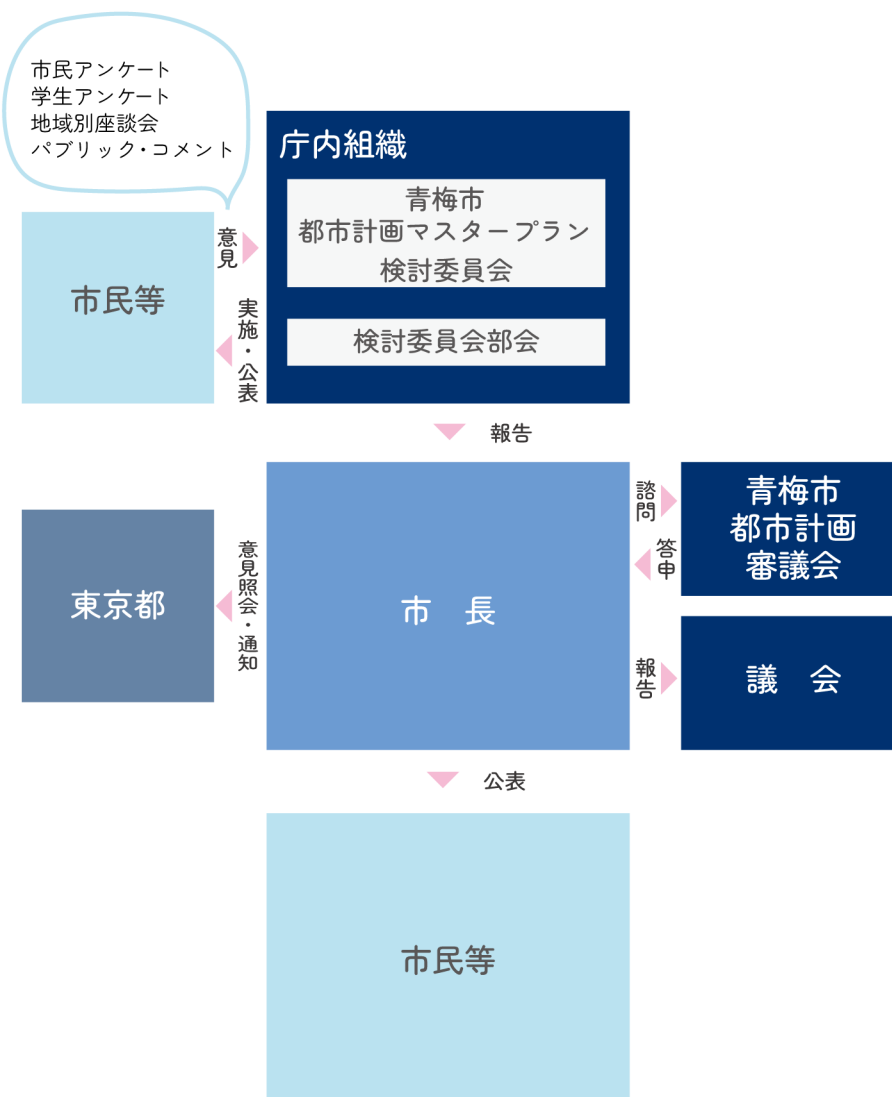 市民アンケート
学生アンケート
地域別座談会
パブリック・コメント
庁内組織
青梅市
都市計画マスタープラン
検討委員会
検討委員会部会
市民等
意見
実施・公表
報告
市　長
諮問
答申
青梅市
都市計画
審議会
東京都
意見照会・通知
報告
議　会
公表
市民等